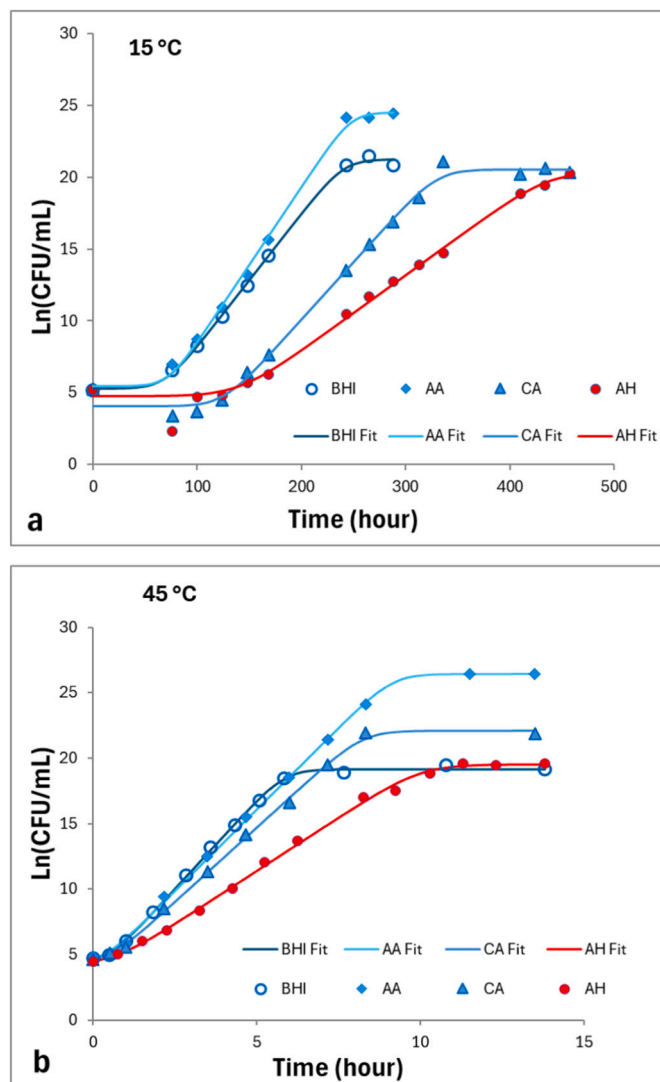 15 °C
30
25
20
15
10
5
0
Ln(CFU/mL)
BHI AA CA AH
BHI Fit AA Fit CA Fit AH Fit
0 100 200 300 400 500
Time (hour)
a
45 °C
30
25
20
15
10
5
0
Ln(CFU/mL)
BHI Fit AA Fit CA Fit AH Fit
BHI AA CA AH
0 5 10 15
Time (hour)
b